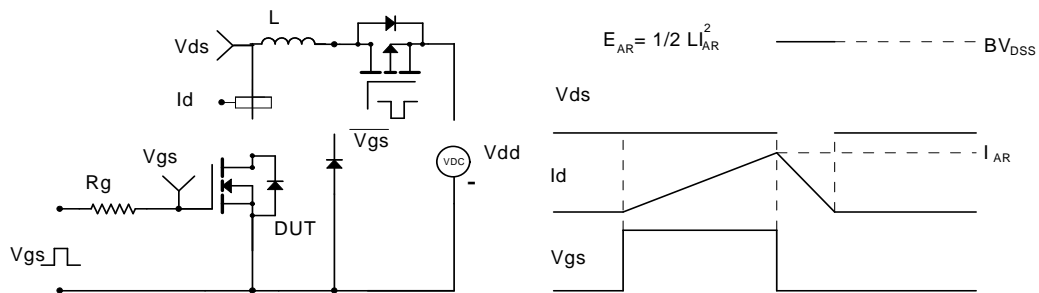 L
Vds
Id
Vgs
Vgs
Rg
VDC
Vdd
-
DUT
Vgs
E_AR= 1/2 LI²_AR
BV_DSS
Vds
I_AR
Id
Vgs